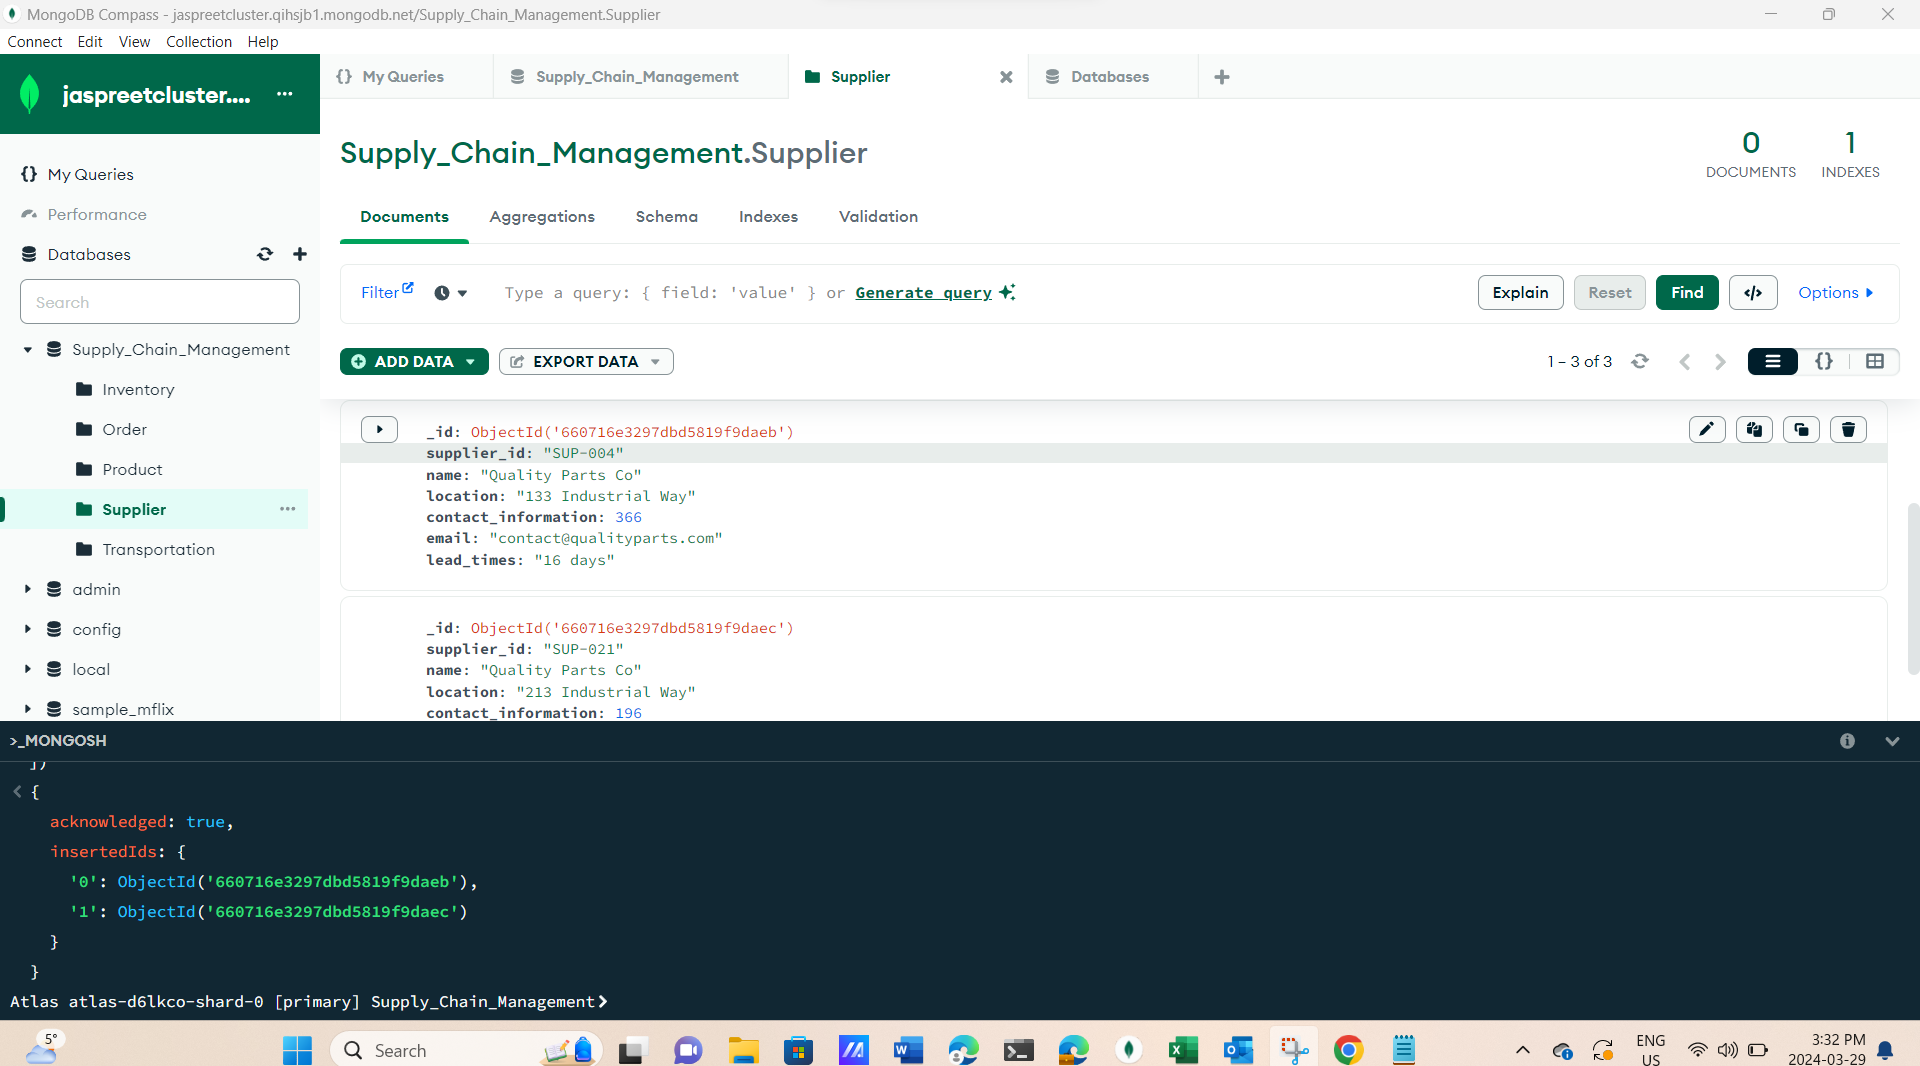 MongoDB Compass - jaspreetcluster.qihsjb1.mongodb.net/Supply_Chain_Management.Supplier
Connect Edit View Collection Help
jaspreetcluster....
My Queries
Supply_Chain_Management
Supplier
Databases
My Queries
Performance
Databases
Search
Supply_Chain_Management
Inventory
Order
Product
Supplier
Transportation
admin
config
local
sample_mflix
Supply_Chain_Management.Supplier
0
DOCUMENTS
1
INDEXES
Documents Aggregations Schema Indexes Validation
Filter Type a query: { field: 'value' } or Generate query Explain Reset Find </> Options
ADD DATA EXPORT DATA 1 – 3 of 3 {}
_id: ObjectId('660716e3297dbd5819f9daeb')
supplier_id: "SUP-004"
name: "Quality Parts Co"
location: "133 Industrial Way"
contact_information: 366
email: "contact@qualityparts.com"
lead_times: "16 days"
_id: ObjectId('660716e3297dbd5819f9daec')
supplier_id: "SUP-021"
name: "Quality Parts Co"
location: "213 Industrial Way"
contact_information: 196
>_MONGOSH
])
{
acknowledged: true,
insertedIds: {
'0': ObjectId('660716e3297dbd5819f9daeb'),
'1': ObjectId('660716e3297dbd5819f9daec')
}
}
Atlas atlas-d6lkco-shard-0 [primary] Supply_Chain_Management>
5°
Search
ENG
US
3:32 PM
2024-03-29